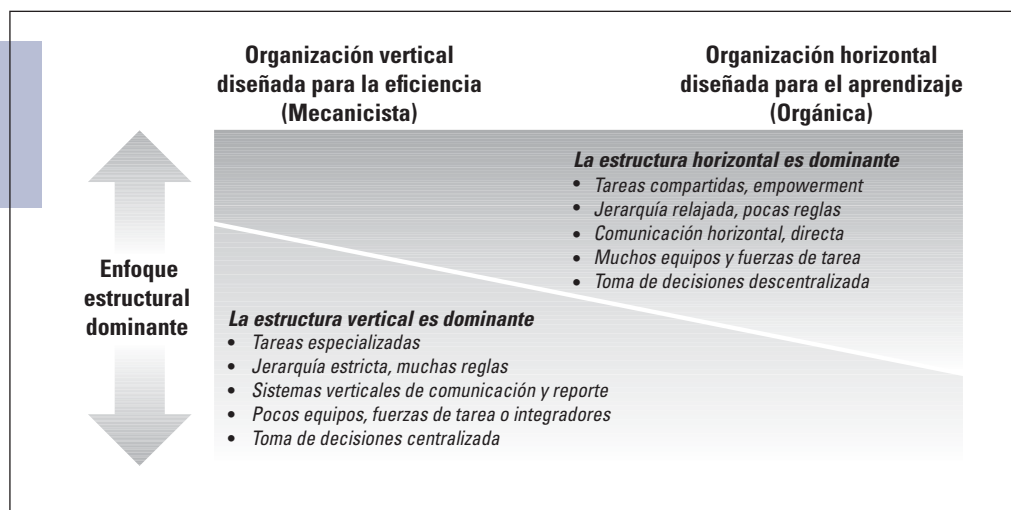 Organización vertical
diseñada para la eficiencia
(Mecanicista)
Organización horizontal
diseñada para el aprendizaje
(Orgánica)
Enfoque
estructural
dominante
La estructura horizontal es dominante
• Tareas compartidas, empowerment
• Jerarquía relajada, pocas reglas
• Comunicación horizontal, directa
• Muchos equipos y fuerzas de tarea
• Toma de decisiones descentralizada
La estructura vertical es dominante
• Tareas especializadas
• Jerarquía estricta, muchas reglas
• Sistemas verticales de comunicación y reporte
• Pocos equipos, fuerzas de tarea o integradores
• Toma de decisiones centralizada